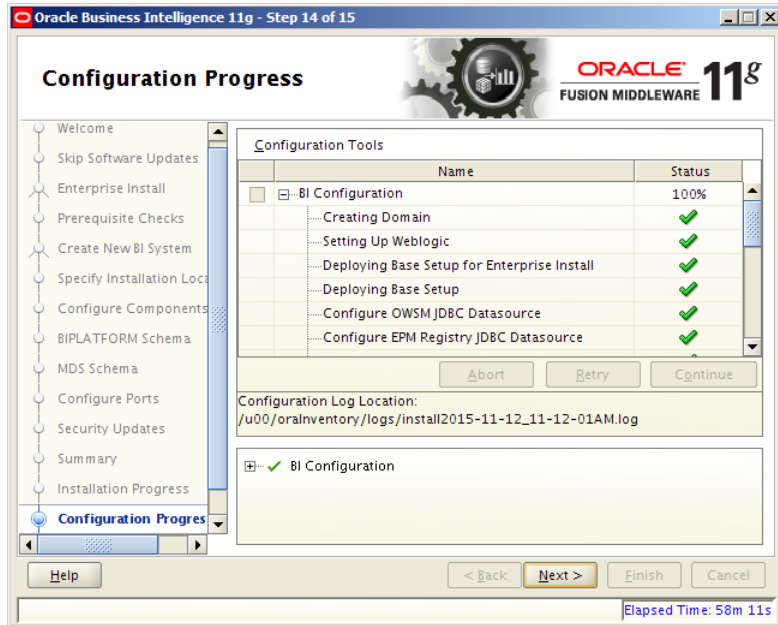 Oracle Business Intelligence 11g - Step 14 of 15
Configuration Progress
ORACLE
FUSION MIDDLEWARE
11g
Welcome
Skip Software Updates
Enterprise Install
Prerequisite Checks
Create New BI System
Specify Installation Loca
Configure Components
BIPLATFORM Schema
MDS Schema
Configure Ports
Security Updates
Summary
Installation Progress
Configuration Progres
Configuration Tools
Name Status
BI Configuration 100%
Creating Domain
Setting Up Weblogic
Deploying Base Setup for Enterprise Install
Deploying Base Setup
Configure OWSM JDBC Datasource
Configure EPM Registry JDBC Datasource
Abort Retry Continue
Configuration Log Location:
/u00/oraInventory/logs/install2015-11-12_11-12-01AM.log
BI Configuration
Help < Back Next > Finish Cancel
Elapsed Time: 58m 11s